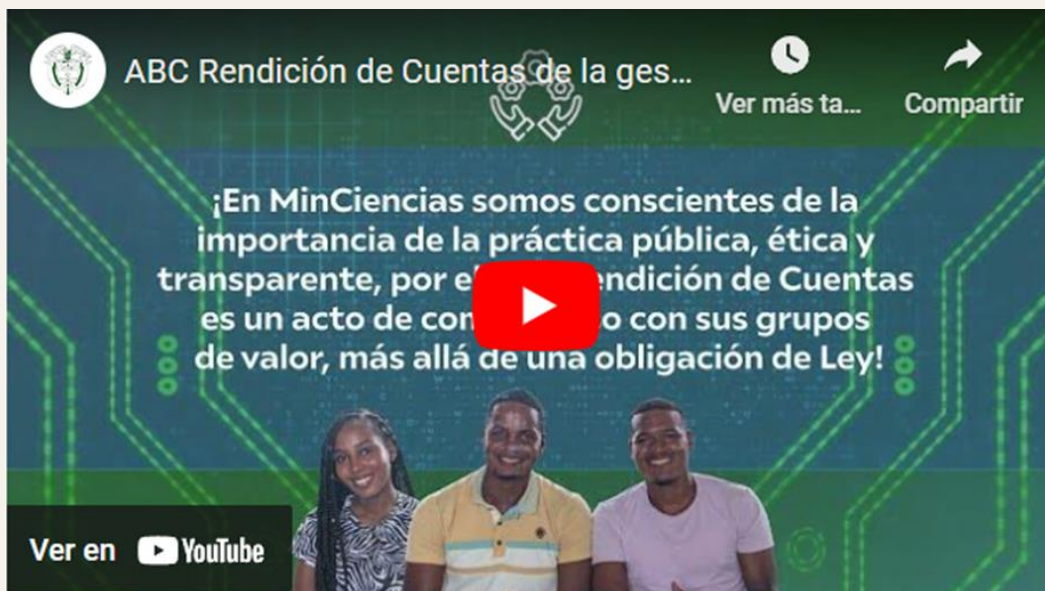 ABC Rendición de Cuentas de la ges...
Ver más ta...
Compartir
¡En MinCiencias somos conscientes de la
importancia de la práctica pública, ética y
transparente, por e ndición de Cuentas
es un acto de con o con sus grupos
de valor, más allá de una obligación de Ley!
Ver en YouTube